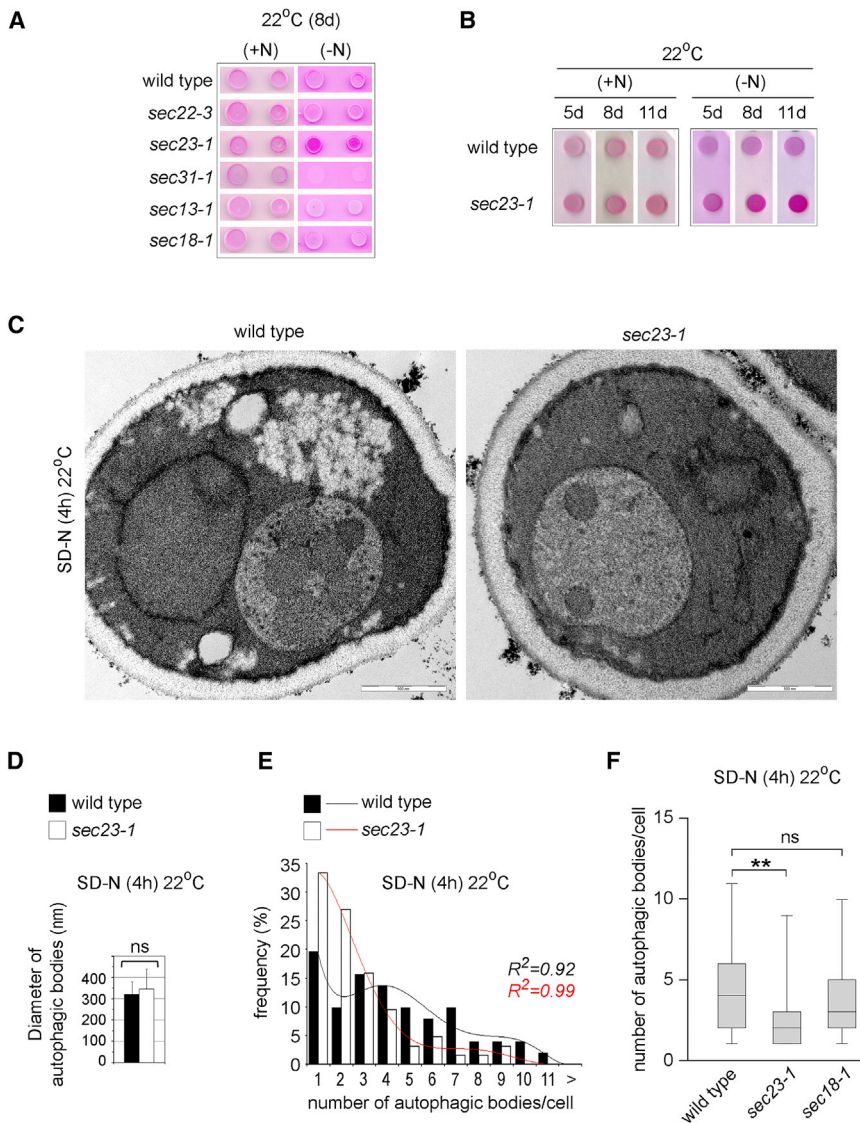 A
22°C (8d)
(+N) (-N)
wild type
sec22-3
sec23-1
sec31-1
sec13-1
sec18-1
B
22°C
(+N) (-N)
5d 8d 11d 5d 8d 11d
wild type
sec23-1
C
wild type sec23-1
SD-N (4h) 22°C
D
wild type
sec23-1
SD-N (4h) 22°C
Diameter of
autophagic bodies (nm)
ns
400
300
200
100
0
E
wild type
sec23-1
SD-N (4h) 22°C
frequency (%)
35
30
25
20
15
10
5
0
R²=0.92
R²=0.99
1 2 3 4 5 6 7 8 9 10 11 >
number of autophagic bodies/cell
F
SD-N (4h) 22°C
number of autophagic bodies/cell
15
10
5
0
ns
**
wild type
sec23-1
sec18-1